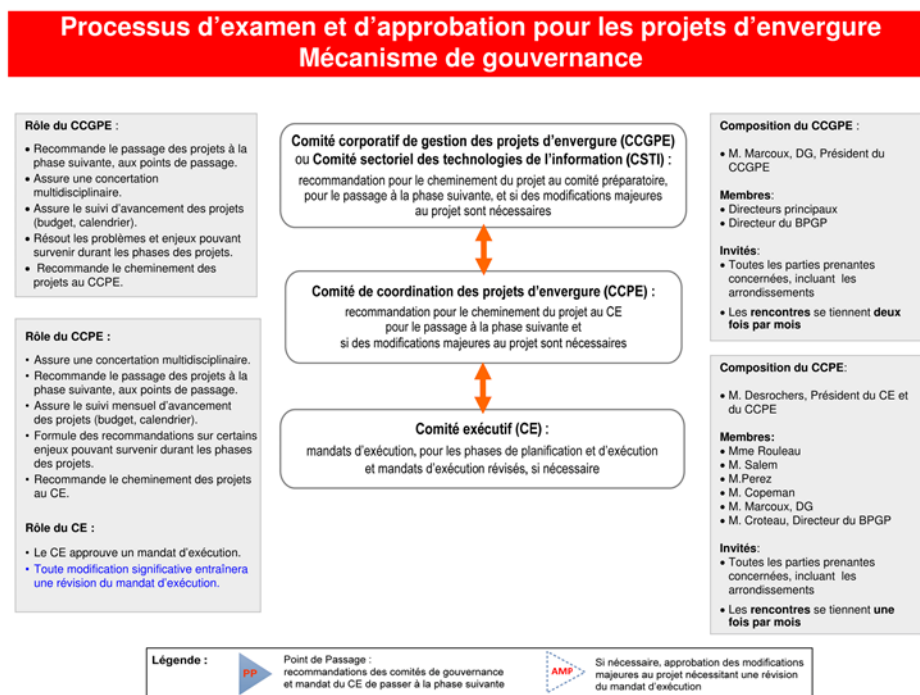 Processus d'examen et d'approbation pour les projets d'envergure
Mécanisme de gouvernance
Rôle du CCGPE :
• Recommande le passage des projets à la
phase suivante, aux points de passage.
• Assure une concertation
multidisciplinaire.
• Assure le suivi d'avancement des projets
(budget, calendrier).
• Résout les problèmes et enjeux pouvant
survenir durant les phases des projets.
• Recommande le cheminement des
projets au CCPE.
Rôle du CCPE :
• Assure une concertation multidisciplinaire.
• Recommande le passage des projets à la
phase suivante, aux points de passage.
• Assure le suivi mensuel d'avancement
des projets (budget, calendrier).
• Formule des recommandations sur certains
enjeux pouvant survenir durant les phases
des projets.
• Recommande le cheminement des projets
au CE.
Rôle du CE :
• Le CE approuve un mandat d'exécution.
• Toute modification significative entraînera
une révision du mandat d'exécution.
Comité corporatif de gestion des projets d'envergure (CCGPE)
ou Comité sectoriel des technologies de l'information (CSTI) :
recommandation pour le cheminement du projet au comité préparatoire,
pour le passage à la phase suivante, et si des modifications majeures
au projet sont nécessaires
Comité de coordination des projets d'envergure (CCPE) :
recommandation pour le cheminement du projet au CE
pour le passage à la phase suivante et
si des modifications majeures au projet sont nécessaires
Comité exécutif (CE) :
mandats d'exécution, pour les phases de planification et d'exécution
et mandats d'exécution révisés, si nécessaire
Composition du CCGPE :
• M. Marcoux, DG, Président du
CCGPE
Membres:
• Directeurs principaux
• Directeur du BPGP
Invités:
• Toutes les parties prenantes
concernées, incluant les
arrondissements
• Les rencontres se tiennent deux
fois par mois
Composition du CCPE:
• M. Desrochers, Président du CE et
du CCPE
Membres:
• Mme Rouleau
• M. Salem
• M.Perez
• M. Copeman
• M. Marcoux, DG
• M. Croteau, Directeur du BPGP
Invités:
• Toutes les parties prenantes
concernées, incluant les
arrondissements
• Les rencontres se tiennent une
fois par mois
Légende :
PP
Point de Passage :
recommandations des comités de gouvernance
et mandat du CE de passer à la phase suivante
AMP
Si nécessaire, approbation des modifications
majeures au projet nécessitant une révision
du mandat d'exécution